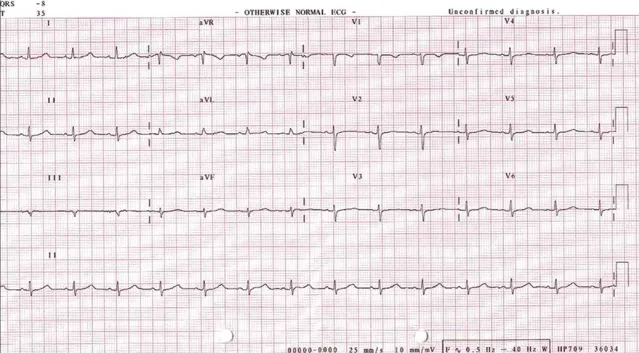 QRS -8
T 35
- OTHERWISE NORMAL ECG - Unconfirmed diagnosis.
I aVR V1 V4
II aVL V2 V5
III aVF V3 V6
II
00000-0000 25 mm/s 10 mm/mV F ~ 0.5 Hz - 40 Hz W HP709 36034